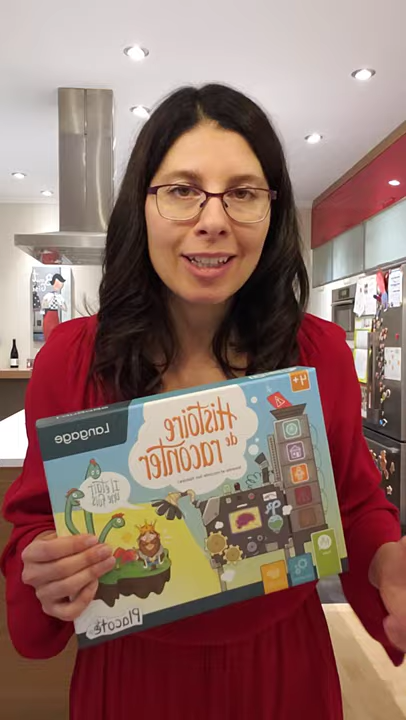 Langage
Histoire
de raconter
4+
Il était
une fois
Placote